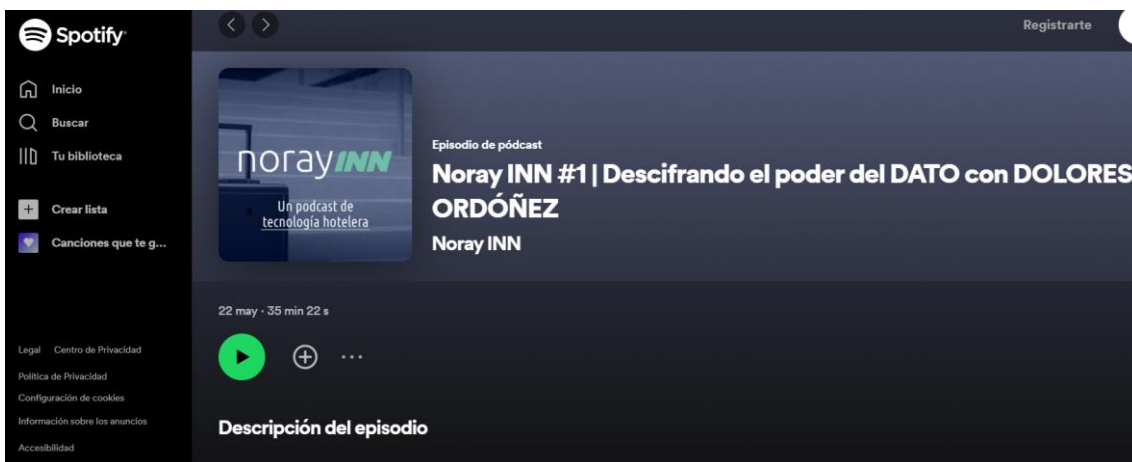 Spotify
Inicio
Buscar
Tu biblioteca
Crear lista
Canciones que te g...
Legal Centro de Privacidad
Política de Privacidad
Configuración de cookies
Información sobre los anuncios
Accesibilidad
Registrarte
norayINN
Un podcast de
tecnología hotelera
Episodio de pódcast
Noray INN #1 | Descifrando el poder del DATO con DOLORES
ORDÓÑEZ
Noray INN
22 may · 35 min 22 s
Descripción del episodio